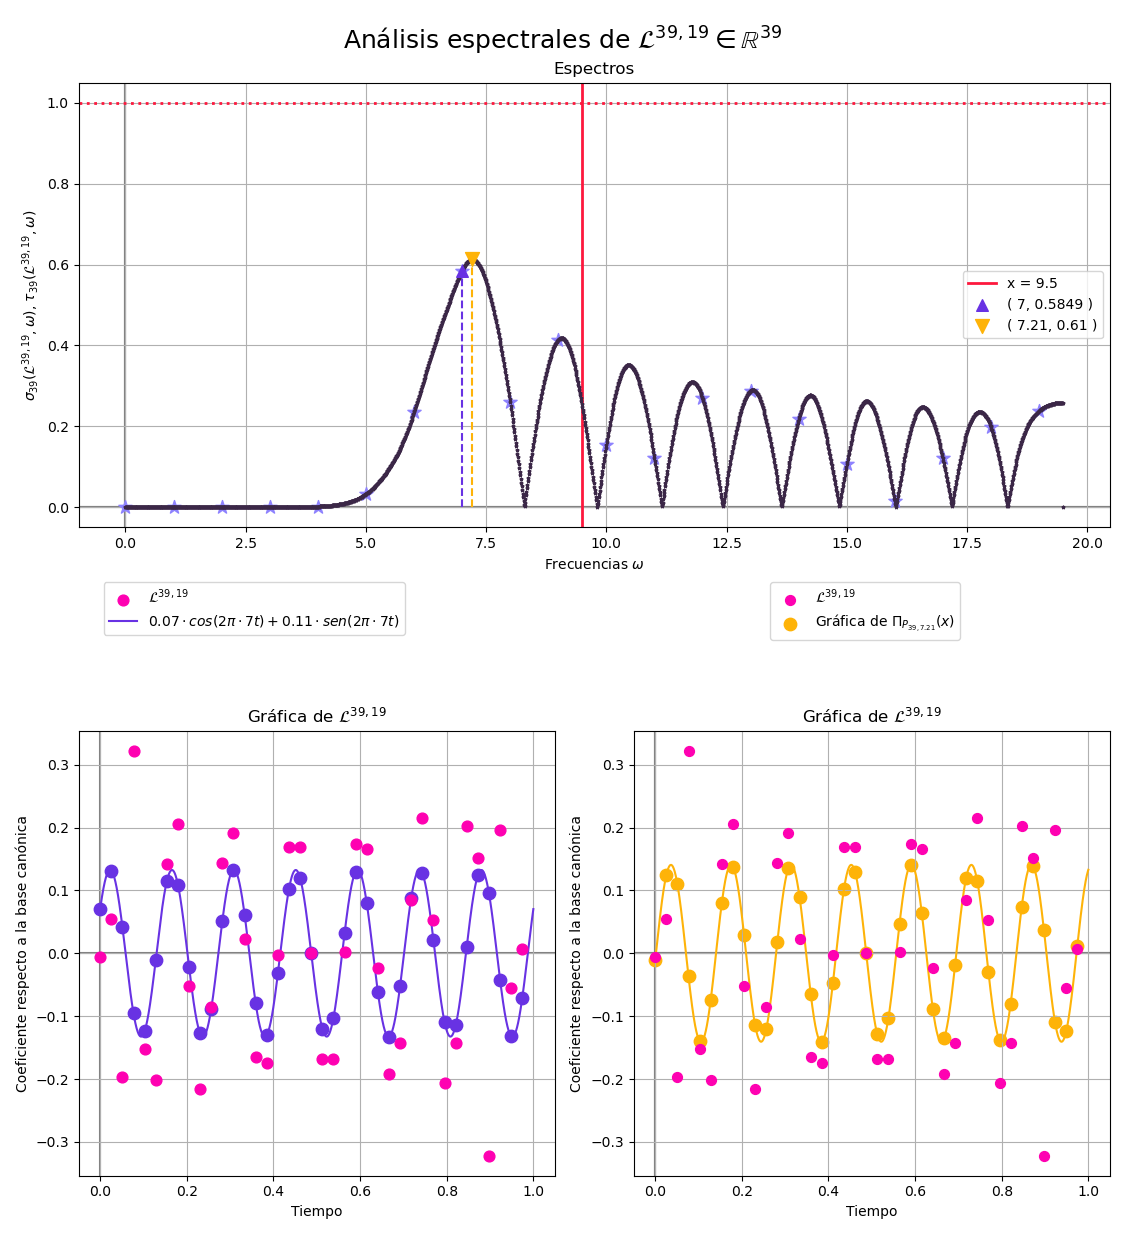 Análisis espectrales de 𝓛^{39,19} ∈ ℝ^{39}
Espectros
1.0
0.8
0.6
0.4
0.2
0.0
σ_{39}(𝓛^{39,19}, ω), τ_{39}(𝓛^{39,19}, ω)
x = 9.5
( 7, 0.5849 )
( 7.21, 0.61 )
0.0 2.5 5.0 7.5 10.0 12.5 15.0 17.5 20.0
Frecuencias ω
𝓛^{39,19}
0.07 · cos(2π · 7t) + 0.11 · sen(2π · 7t)
𝓛^{39,19}
Gráfica de Π_{P_{39,7.21}}(x)
Gráfica de 𝓛^{39,19}
0.3
0.2
0.1
0.0
−0.1
−0.2
−0.3
Coeficiente respecto a la base canónica
0.0 0.2 0.4 0.6 0.8 1.0
Tiempo
Gráfica de 𝓛^{39,19}
0.3
0.2
0.1
0.0
−0.1
−0.2
−0.3
Coeficiente respecto a la base canónica
0.0 0.2 0.4 0.6 0.8 1.0
Tiempo